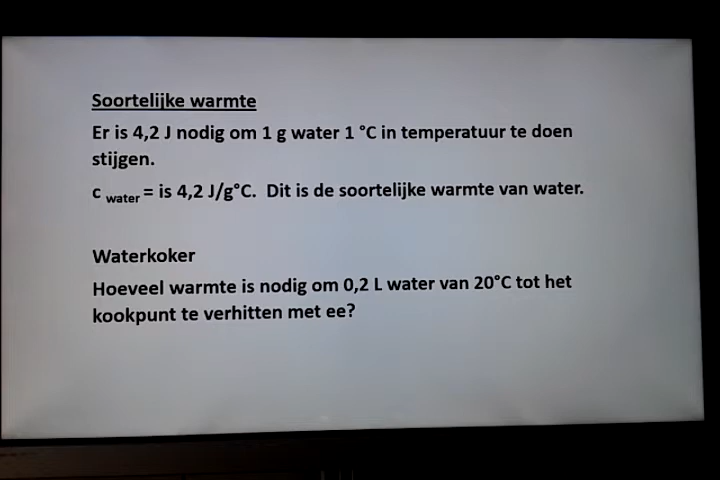 Soortelijke warmte
Er is 4,2 J nodig om 1 g water 1 °C in temperatuur te doen
stijgen.
c water = is 4,2 J/g°C. Dit is de soortelijke warmte van water.
Waterkoker
Hoeveel warmte is nodig om 0,2 L water van 20°C tot het
kookpunt te verhitten met ee?